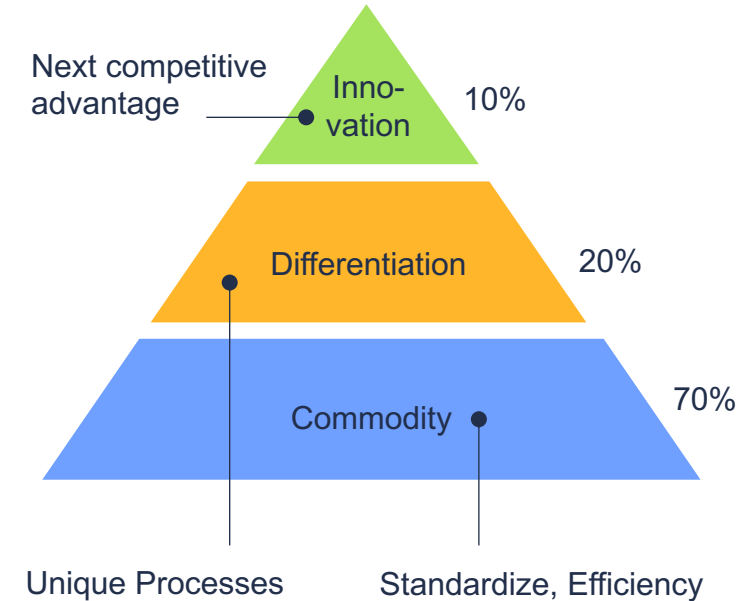 Next competitive
advantage
Inno-
vation
10%
Differentiation
20%
Commodity
70%
Unique Processes
Standardize, Efficiency